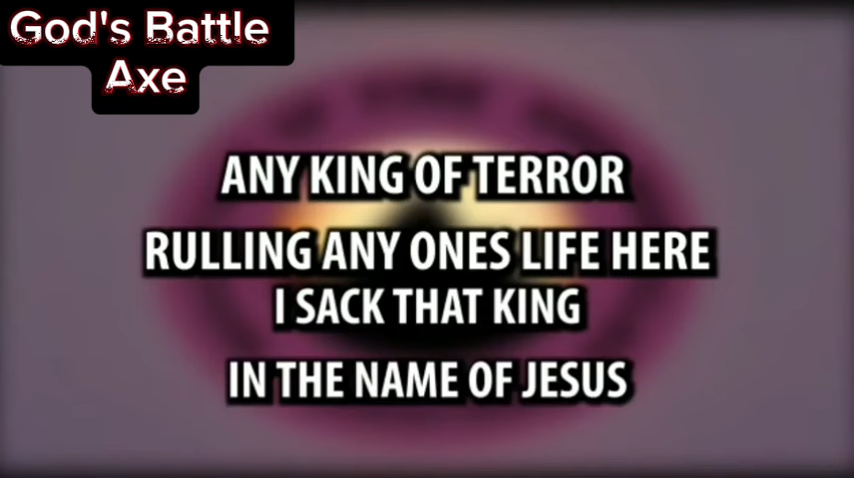 God's Battle
Axe
ANY KING OF TERROR
RULLING ANY ONES LIFE HERE
I SACK THAT KING
IN THE NAME OF JESUS